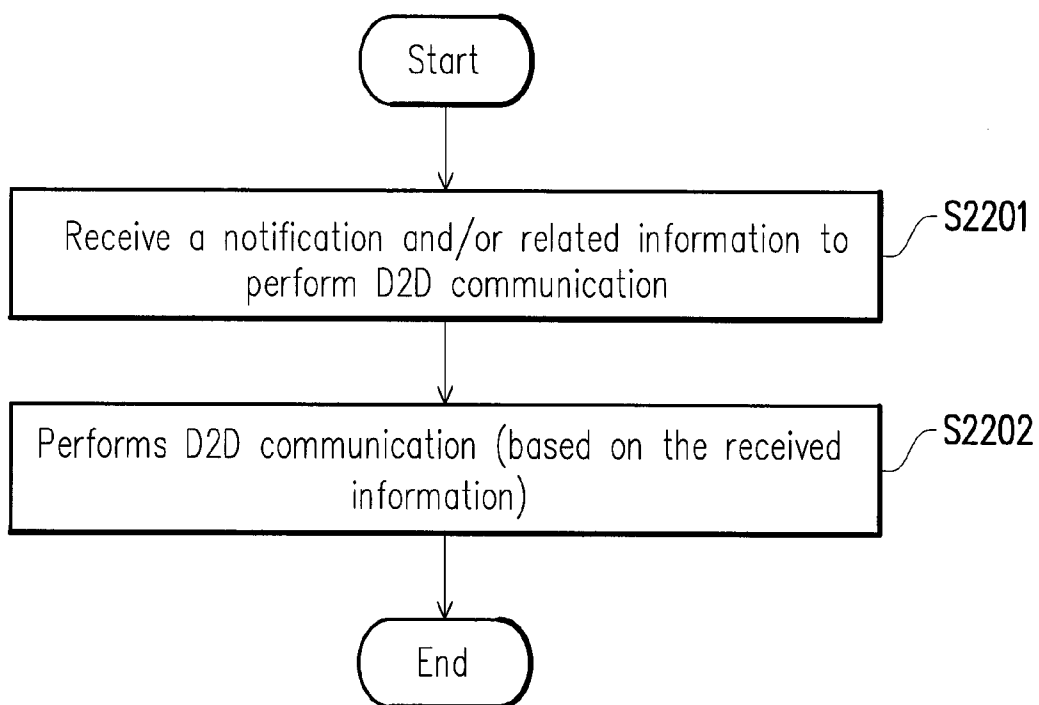 Start
Receive a notification and/or related information to
perform D2D communication
S2201
Performs D2D communication (based on the received
information)
S2202
End